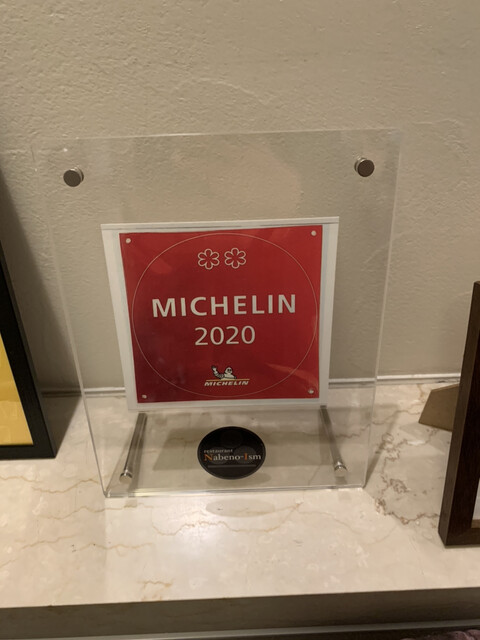 MICHELIN
2020
MICHELIN
RESTAURANT
Nabeno-Ism